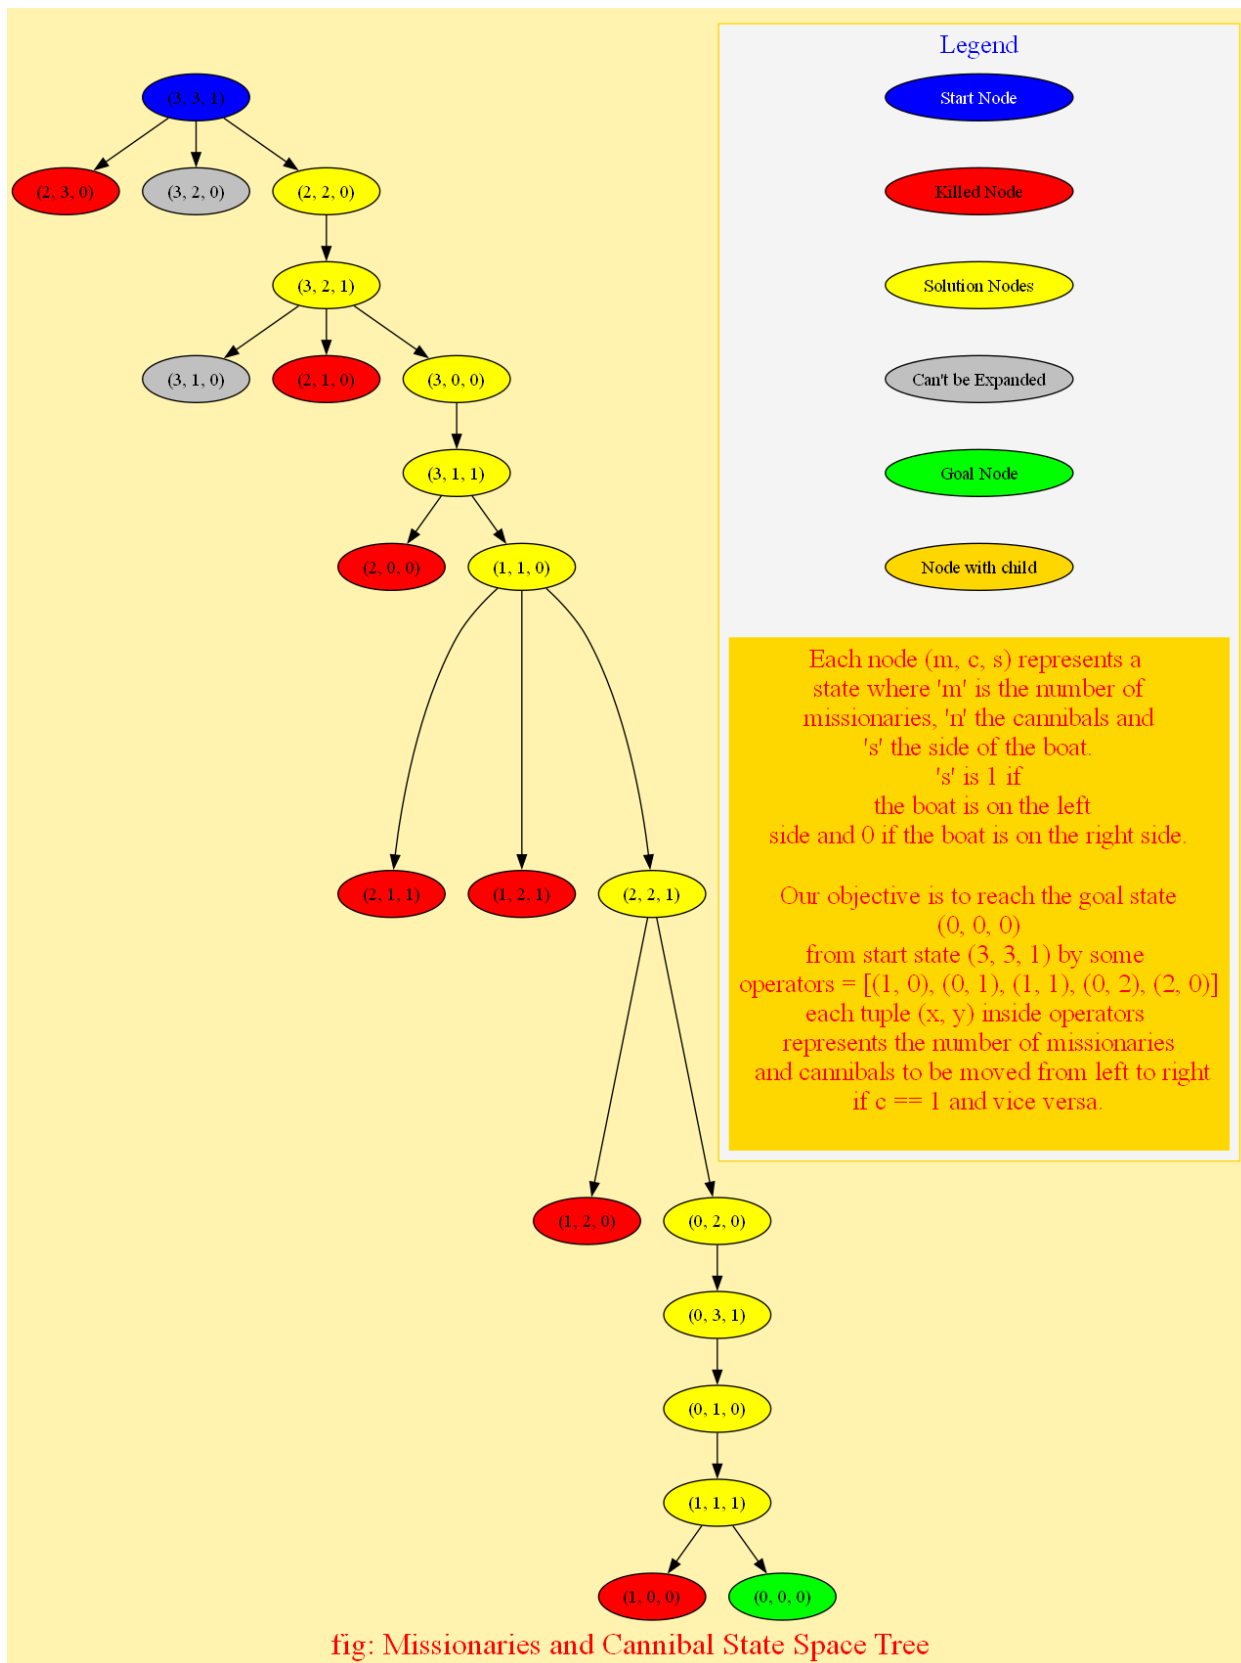 Legend
(3, 3, 1)
Start Node
(2, 3, 0)
(3, 2, 0)
(2, 2, 0)
Killed Node
(3, 2, 1)
Solution Nodes
(3, 1, 0)
(2, 1, 0)
(3, 0, 0)
Can't be Expanded
(3, 1, 1)
Goal Node
(2, 0, 0)
(1, 1, 0)
Node with child
Each node (m, c, s) represents a
state where 'm' is the number of
missionaries, 'n' the cannibals and
's' the side of the boat.
's' is 1 if
the boat is on the left
side and 0 if the boat is on the right side.
(2, 1, 1)
(1, 2, 1)
(2, 2, 1)
Our objective is to reach the goal state
(0, 0, 0)
from start state (3, 3, 1) by some
operators = [(1, 0), (0, 1), (1, 1), (0, 2), (2, 0)]
each tuple (x, y) inside operators
represents the number of missionaries
and cannibals to be moved from left to right
if c == 1 and vice versa.
(1, 2, 0)
(0, 2, 0)
(0, 3, 1)
(0, 1, 0)
(1, 1, 1)
(1, 0, 0)
(0, 0, 0)
fig: Missionaries and Cannibal State Space Tree